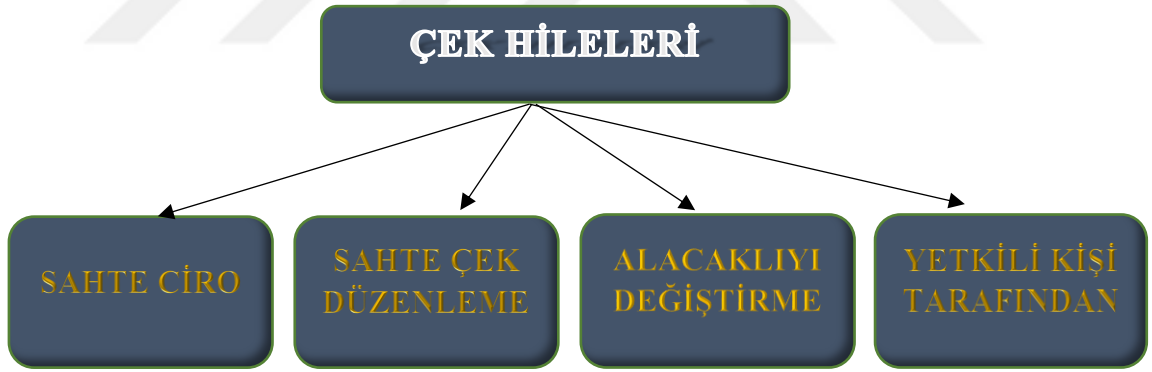 ÇEK HİLELERİ
SAHTE CİRO
SAHTE ÇEK
DÜZENLEME
ALACAKLIYI
DEĞİŞTİRME
YETKİLİ KİŞİ
TARAFINDAN